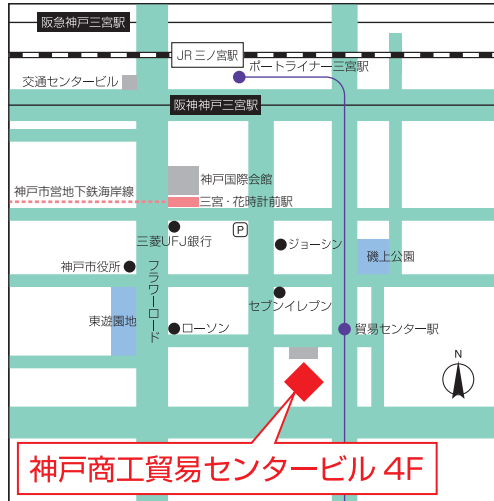 阪急神戸三宮駅
JR 三ノ宮駅
ポートライナー三宮駅
交通センタービル
阪神神戸三宮駅
神戸国際会館
神戸市営地下鉄海岸線
三宮・花時計前駅
P
三菱UFJ銀行
ジョーシン
磯上公園
神戸市役所
フラワーロード
セブンイレブン
東遊園地
ローソン
貿易センター駅
N
神戸商工貿易センタービル 4F